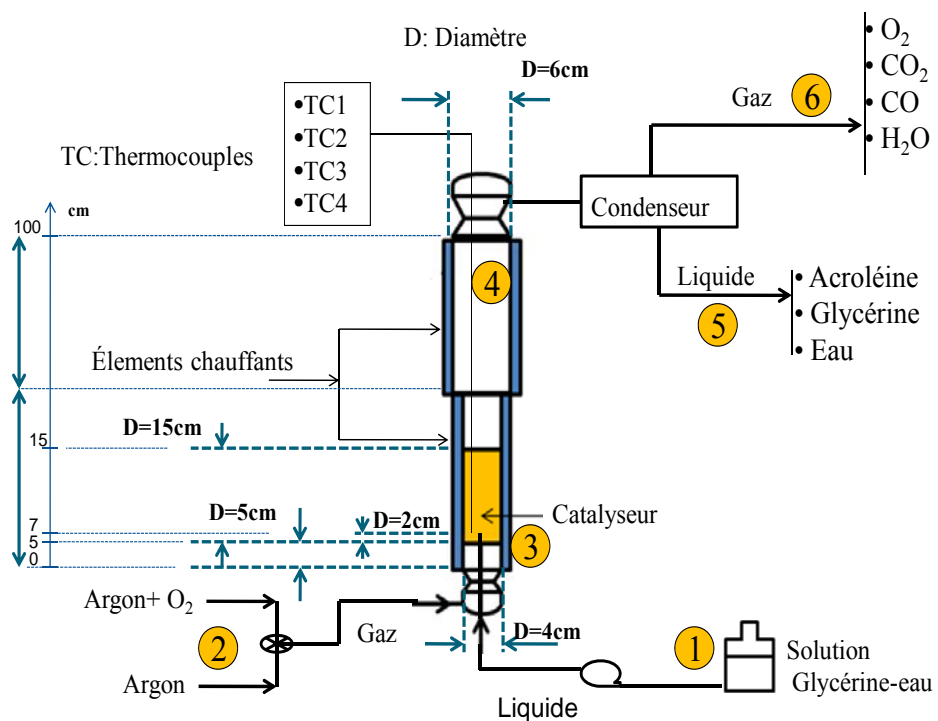 D: Diamètre
D=6cm
•TC1
•TC2
•TC3
•TC4
TC:Thermocouples
cm
100
15
7
5
0
Élements chauffants
D=15cm
D=5cm
D=2cm
Catalyseur
4
3
Condenseur
Gaz
6
• O₂
• CO₂
• CO
• H₂O
Liquide
5
• Acroléine
• Glycérine
• Eau
Argon+ O₂
2
Gaz
Argon
D=4cm
Liquide
1
Solution
Glycérine-eau